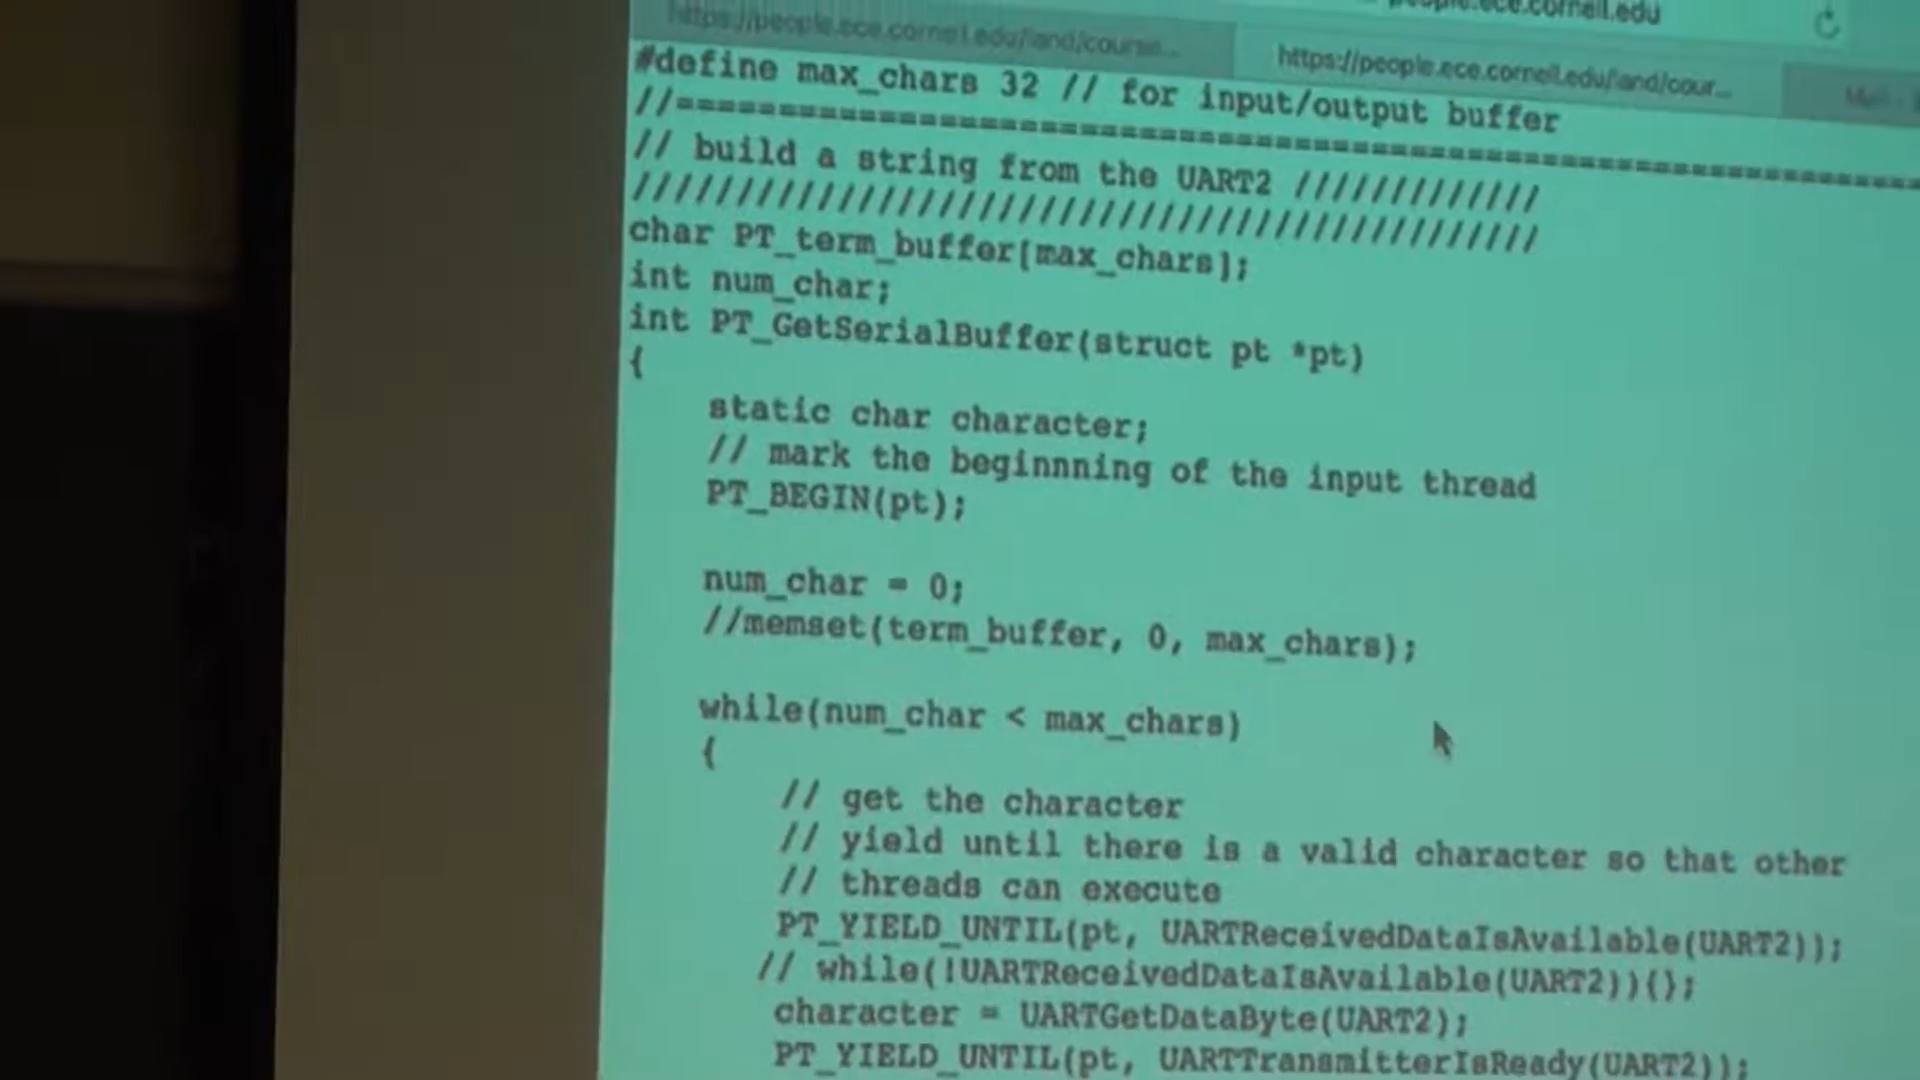 people.ece.cornell.edu
https://people.ece.cornell.edu/land/course...
https://people.ece.cornell.edu/land/cour...
#define max_chars 32 // for input/output buffer
//======================================================================
// build a string from the UART2 /////////////
////////////////////////////////////////////
char PT_term_buffer[max_chars];
int num_char;
int PT_GetSerialBuffer(struct pt *pt)
{
static char character;
// mark the beginnning of the input thread
PT_BEGIN(pt);
num_char = 0;
//memset(term_buffer, 0, max_chars);
while(num_char < max_chars)
{
// get the character
// yield until there is a valid character so that other
// threads can execute
PT_YIELD_UNTIL(pt, UARTReceivedDataIsAvailable(UART2));
// while(!UARTReceivedDataIsAvailable(UART2)){};
character = UARTGetDataByte(UART2);
PT_YIELD_UNTIL(pt, UARTTransmitterIsReady(UART2));